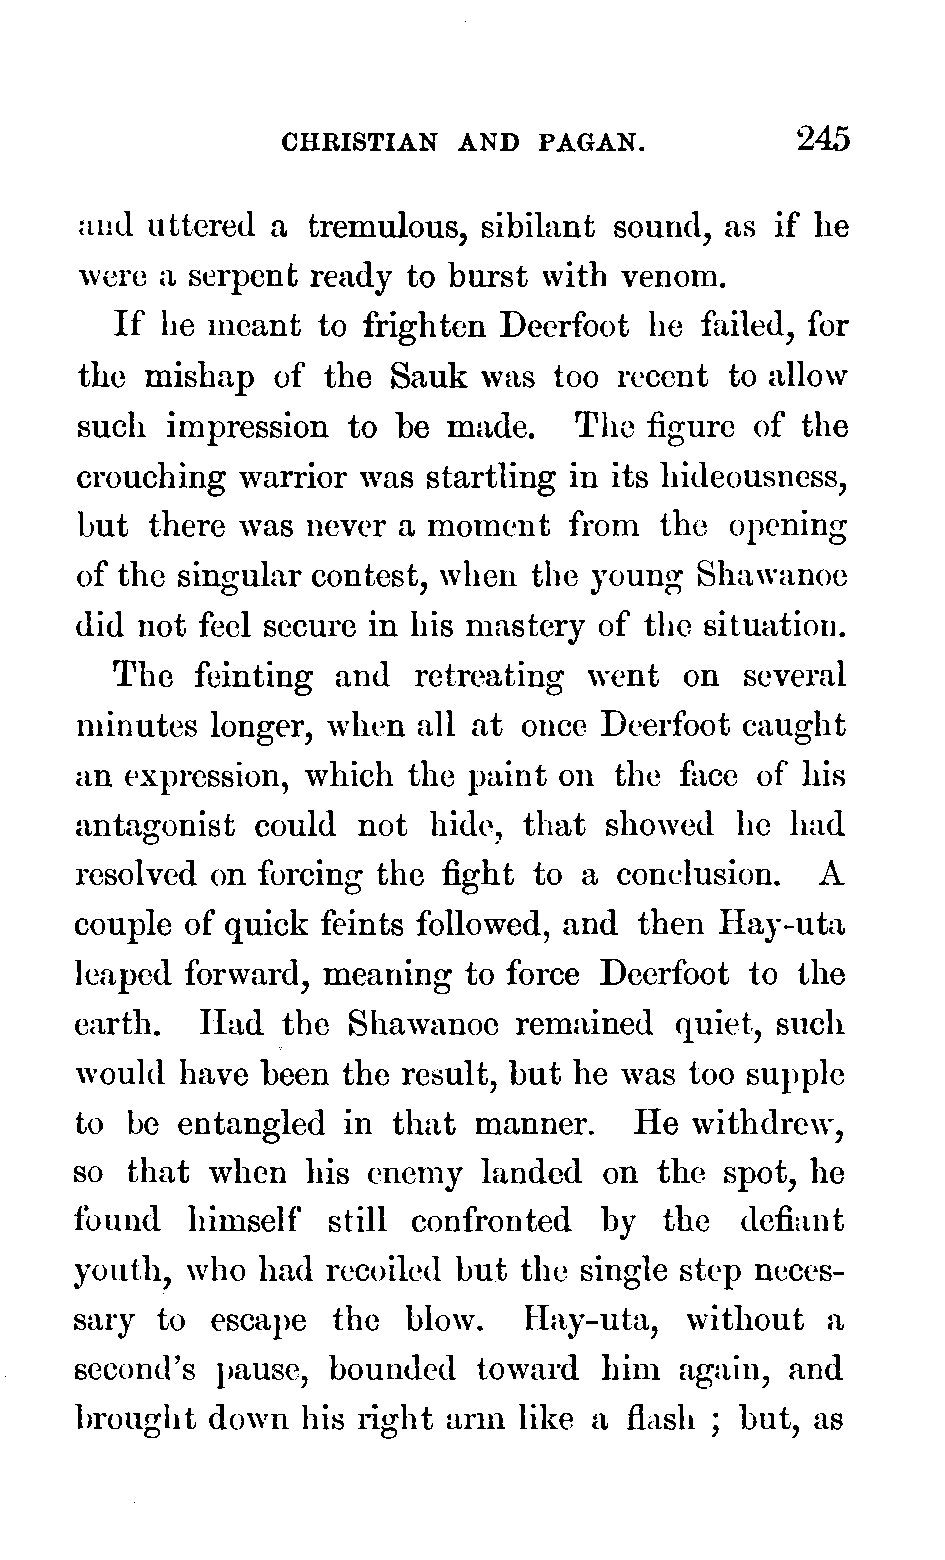 CHRISTIAN AND PAGAN. 245
and uttered a tremulous, sibilant sound, as if he
were a serpent ready to burst with venom.
If he meant to frighten Deerfoot he failed, for
the mishap of the Sauk was too recent to allow
such impression to be made. The figure of the
crouching warrior was startling in its hideousness,
but there was never a moment from the opening
of the singular contest, when the young Shawanoe
did not feel secure in his mastery of the situation.
The feinting and retreating went on several
minutes longer, when all at once Deerfoot caught
an expression, which the paint on the face of his
antagonist could not hide, that showed he had
resolved on forcing the fight to a conclusion. A
couple of quick feints followed, and then Hay-uta
leaped forward, meaning to force Deerfoot to the
earth. Had the Shawanoe remained quiet, such
would have been the result, but he was too supple
to be entangled in that manner. He withdrew,
so that when his enemy landed on the spot, he
found himself still confronted by the defiant
youth, who had recoiled but the single step neces-
sary to escape the blow. Hay-uta, without a
second's pause, bounded toward him again, and
brought down his right arm like a flash ; but, as